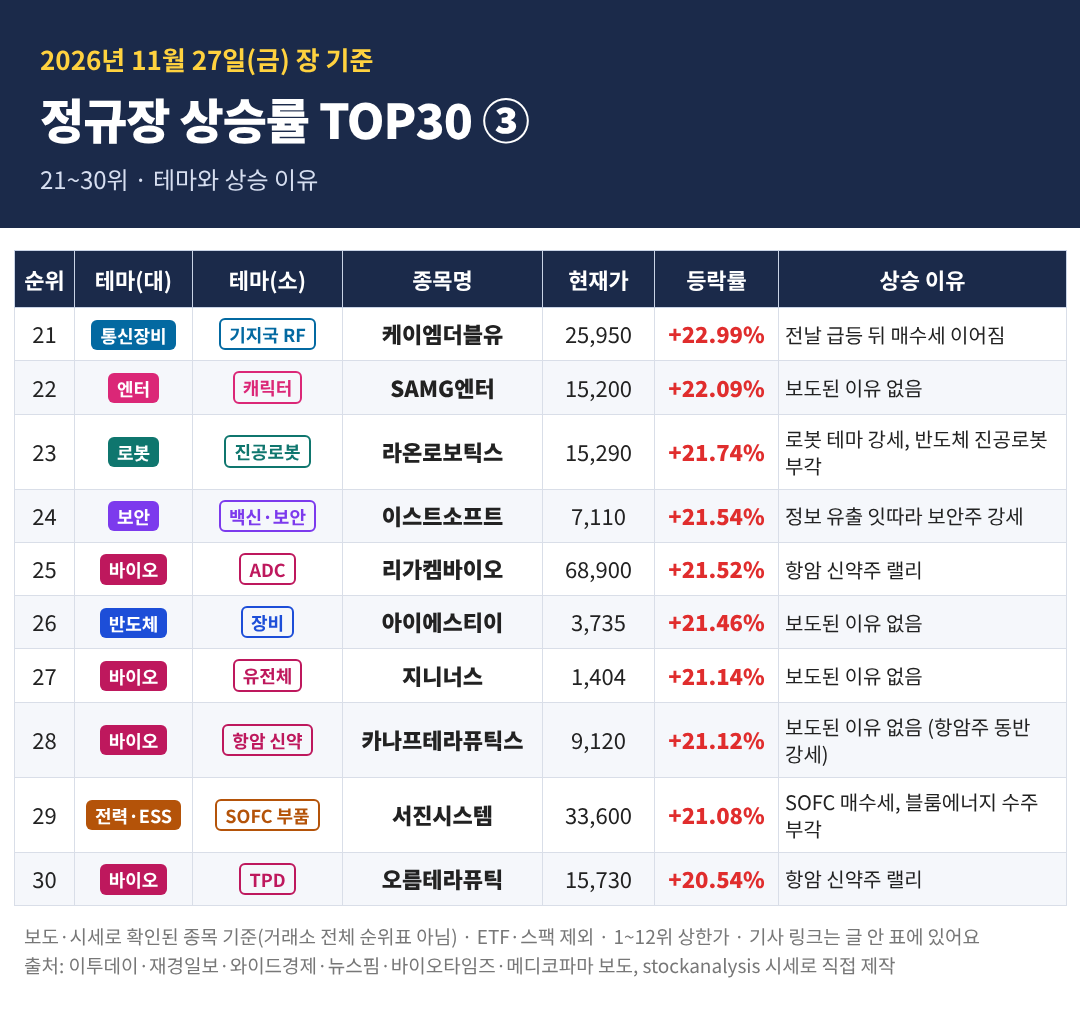 2026년 11월 27일(금) 장 기준
정규장 상승률 TOP30 ③
21~30위 · 테마와 상승 이유
순위 테마(대) 테마(소) 종목명 현재가 등락률 상승 이유
21 통신장비 기지국 RF 케이엠더블유 25,950 +22.99% 전날 급등 뒤 매수세 이어짐
22 엔터 캐릭터 SAMG엔터 15,200 +22.09% 보도된 이유 없음
23 로봇 진공로봇 라온로보틱스 15,290 +21.74% 로봇 테마 강세, 반도체 진공로봇
부각
24 보안 백신·보안 이스트소프트 7,110 +21.54% 정보 유출 잇따라 보안주 강세
25 바이오 ADC 리가켐바이오 68,900 +21.52% 항암 신약주 랠리
26 반도체 장비 아이에스티이 3,735 +21.46% 보도된 이유 없음
27 바이오 유전체 지니너스 1,404 +21.14% 보도된 이유 없음
28 바이오 항암 신약 카나프테라퓨틱스 9,120 +21.12% 보도된 이유 없음 (항암주 동반
강세)
29 전력·ESS SOFC 부품 서진시스템 33,600 +21.08% SOFC 매수세, 블룸에너지 수주
부각
30 바이오 TPD 오름테라퓨틱 15,730 +20.54% 항암 신약주 랠리
보도·시세로 확인된 종목 기준(거래소 전체 순위표 아님) · ETF·스팩 제외 · 1~12위 상한가 · 기사 링크는 글 안 표에 있어요
출처: 이투데이·재경일보·와이드경제·뉴스핌·바이오타임즈·메디코파마 보도, stockanalysis 시세로 직접 제작